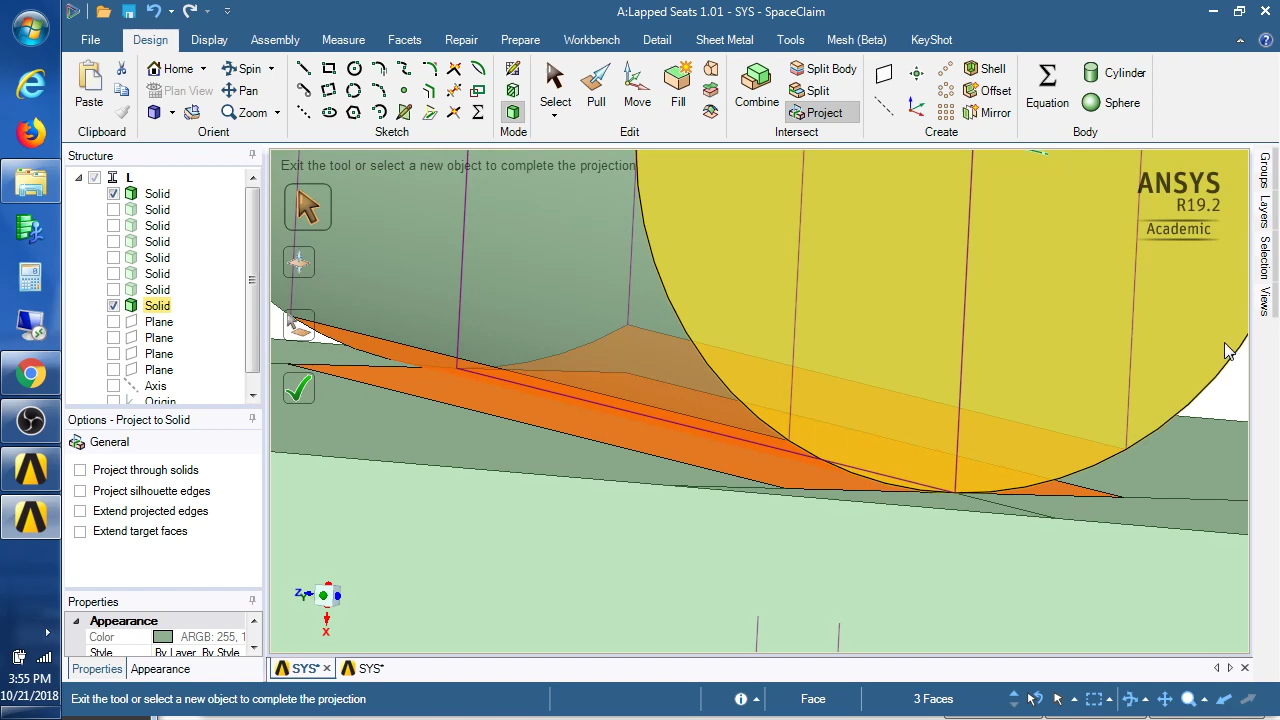 A:Lapped Seats 1.01 - SYS - SpaceClaim
File Design Display Assembly Measure Facets Repair Prepare Workbench Detail Sheet Metal Tools Mesh (Beta) KeyShot
Paste
Home
Plan View
Spin
Pan
Zoom
Select
Pull
Move
Fill
Combine
Split Body
Split
Project
Shell
Offset
Mirror
Σ
Equation
Cylinder
Sphere
Clipboard Orient Sketch Mode Edit Intersect Create Body
Structure
L
Solid
Solid
Solid
Solid
Solid
Solid
Solid
Solid
Plane
Plane
Plane
Plane
Axis
Origin
Options - Project to Solid
General
Project through solids
Project silhouette edges
Extend projected edges
Extend target faces
Properties
Appearance
Color ARGB: 255, 1
Style By Layer, By Style
Properties Appearance
Exit the tool or select a new object to complete the projection
ANSYS
R19.2
Academic
Groups
Layers
Selection
Views
Z
Y
X
SYS* SYS*
Exit the tool or select a new object to complete the projection
Face
3 Faces
3:55 PM
10/21/2018